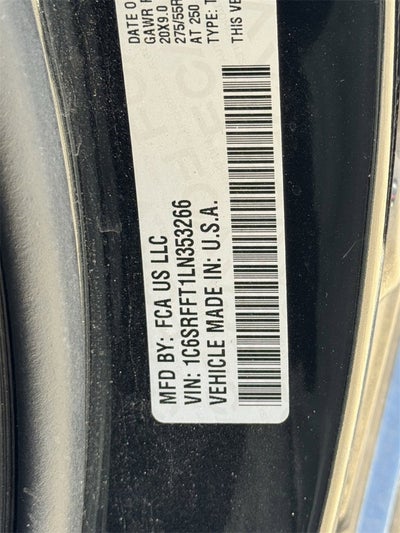 DATE O
GAWR F
20X9.0
275/55R
AT 250
TYPE: T
THIS VE
MFD BY: FCA US LLC
VIN: 1C6SRFFT1LN353266
VEHICLE MADE IN: U.S.A.